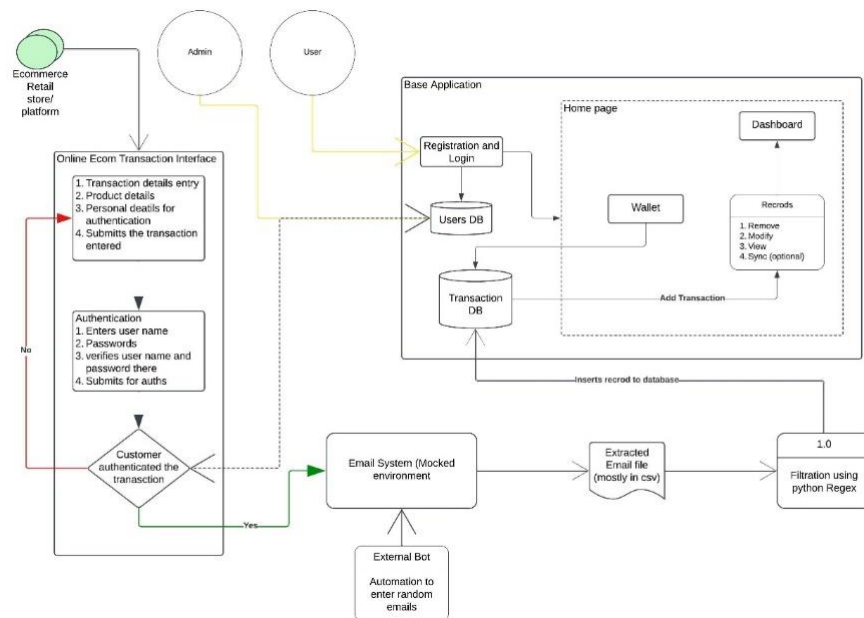 Admin
User
Ecommerce
Retail
store/
platform
Base Application
Home page
Dashboard
Registration and
Login
Online Ecom Transaction Interface
1. Transaction details entry
2. Product details
3. Personal deatils for
authentication
4. Submitts the transaction
entered
Users DB
Wallet
Recrods
1. Remove
2. Modify
3. View
4. Sync (optional)
Transaction
DB
Add Transaction
Authentication
1. Enters user name
2. Passwords
3. verifies user name and
password there
4. Submits for auths
No
Inserts recrod to database
Customer
authenticated the
tranasction
Yes
Email System (Mocked
environment
Extracted
Email file
(mostly in csv)
1.0
Filtration using
python Regex
External Bot
Automation to
enter random
emails